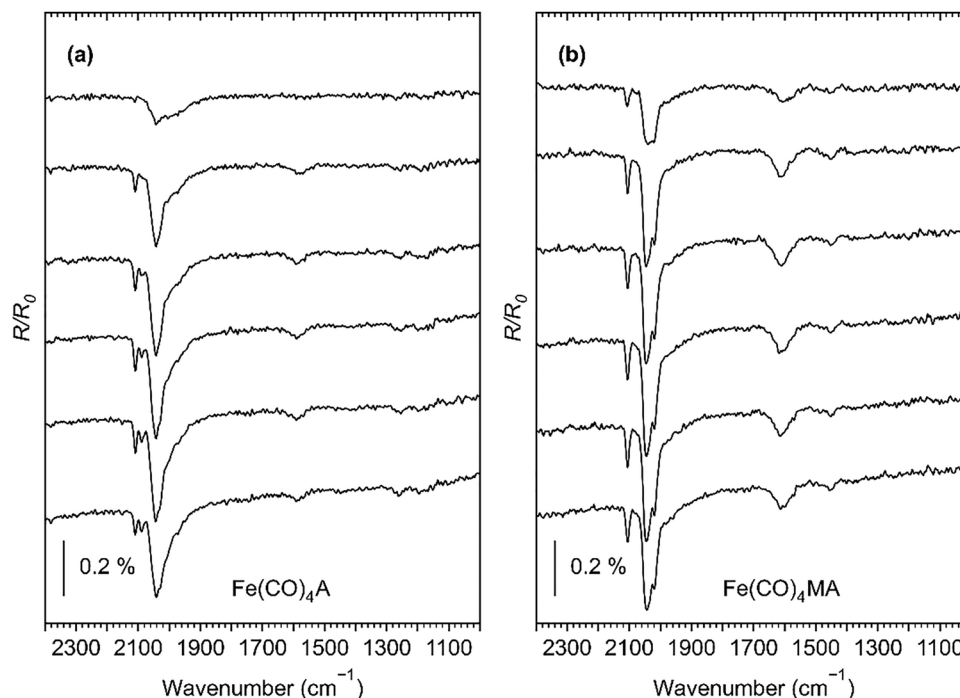 (a)
R/R0
0.2 %
Fe(CO)4A
2300 2100 1900 1700 1500 1300 1100
Wavenumber (cm−1)
(b)
R/R0
0.2 %
Fe(CO)4MA
2300 2100 1900 1700 1500 1300 1100
Wavenumber (cm−1)